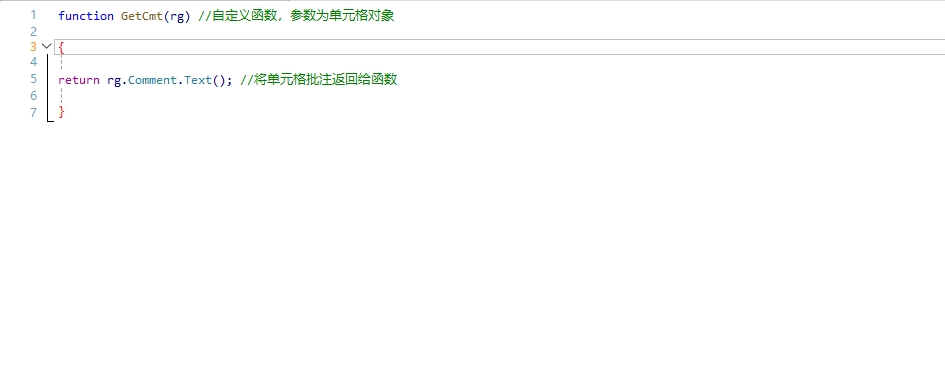 1 function GetCmt(rg) //自定义函数，参数为单元格对象
2
3 {
4
5 return rg.Comment.Text(); //将单元格批注返回给函数
6
7 }